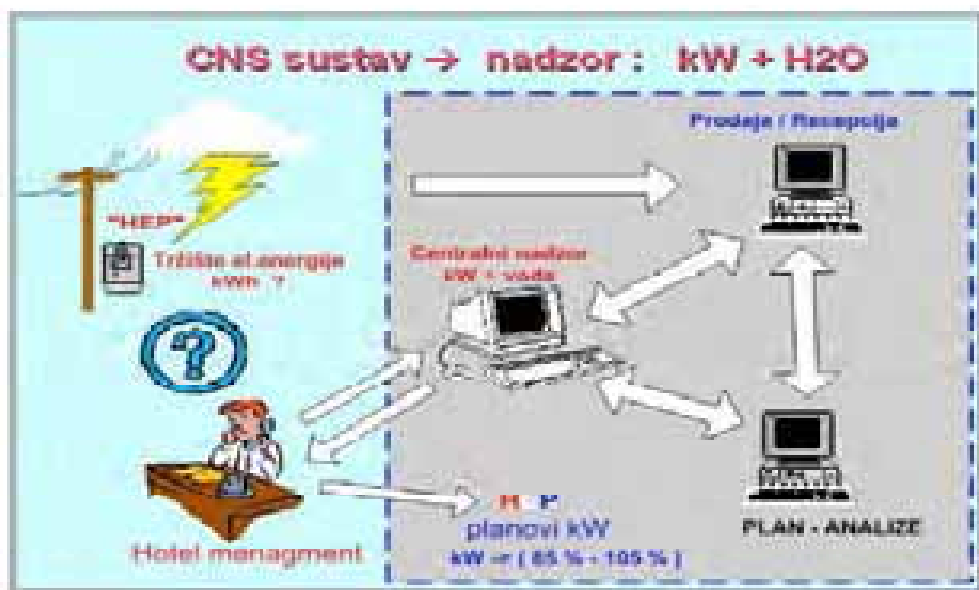 CNS sustav → nadzor : kW + H2O
Prodaja / Recepcija
"HEP"
Tržište el.energije
kWh ?
Centralni nadzor
kW + voda
?
H P
planovi kW
kW → ( 85 % - 105 % )
PLAN - ANALIZE
Hotel menagment